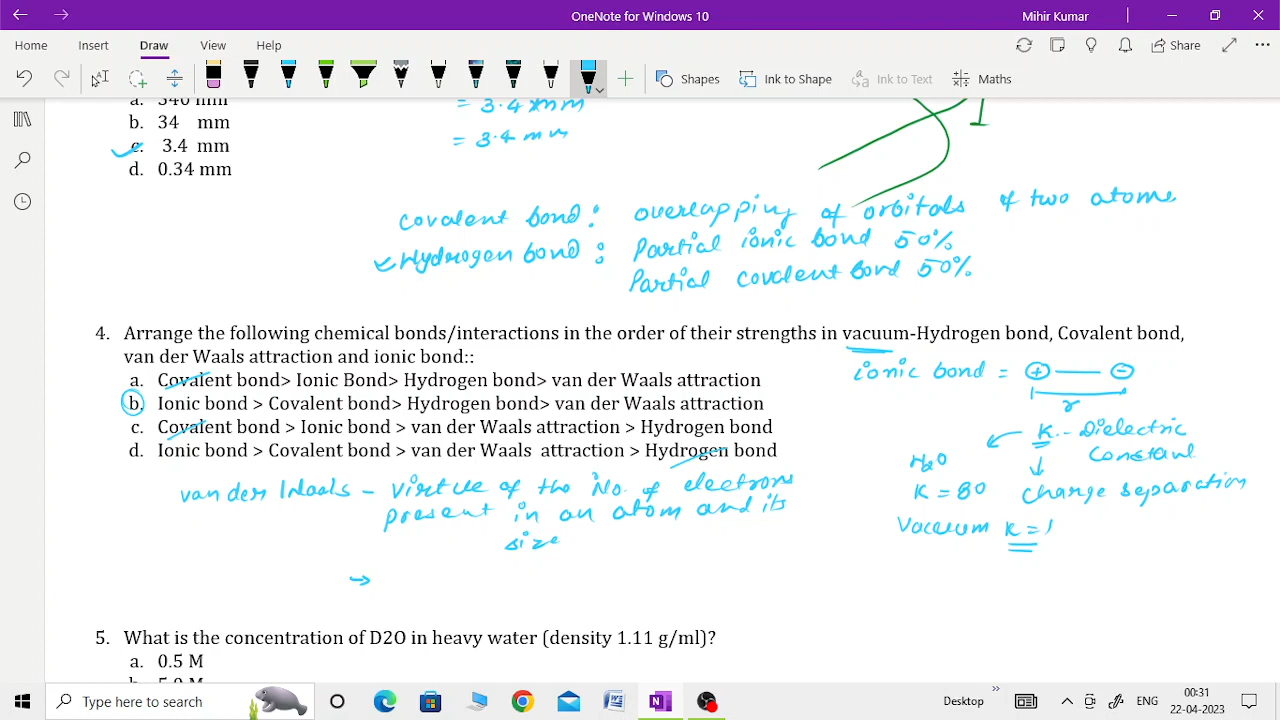 OneNote for Windows 10
Mihir Kumar
Home Insert Draw View Help
Share
Shapes Ink to Shape Ink to Text Maths
a. 340 mm
b. 34 mm
c. 3.4 mm
d. 0.34 mm
= 3.4 mm
= 3.4 mm
covalent bond: overlapping of orbitals of two atoms
Hydrogen bond: Partial ionic bond 50%
Partial covalent bond 50%
4. Arrange the following chemical bonds/interactions in the order of their strengths in vacuum-Hydrogen bond, Covalent bond,
van der Waals attraction and ionic bond::
a. Covalent bond> Ionic Bond> Hydrogen bond> van der Waals attraction
b. Ionic bond > Covalent bond> Hydrogen bond> van der Waals attraction
c. Covalent bond > Ionic bond > van der Waals attraction > Hydrogen bond
d. Ionic bond > Covalent bond > van der Waals attraction > Hydrogen bond
ionic bond = + −
r
K - Dielectric
Constant
H2O
K = 80
charge separation
Vacuum K = 1
van der Waals - virtue of the No. of electrons
present in an atom and its
size
→
5. What is the concentration of D2O in heavy water (density 1.11 g/ml)?
a. 0.5 M
b. 5.0 M
Type here to search
Desktop
ENG
00:31
22-04-2023